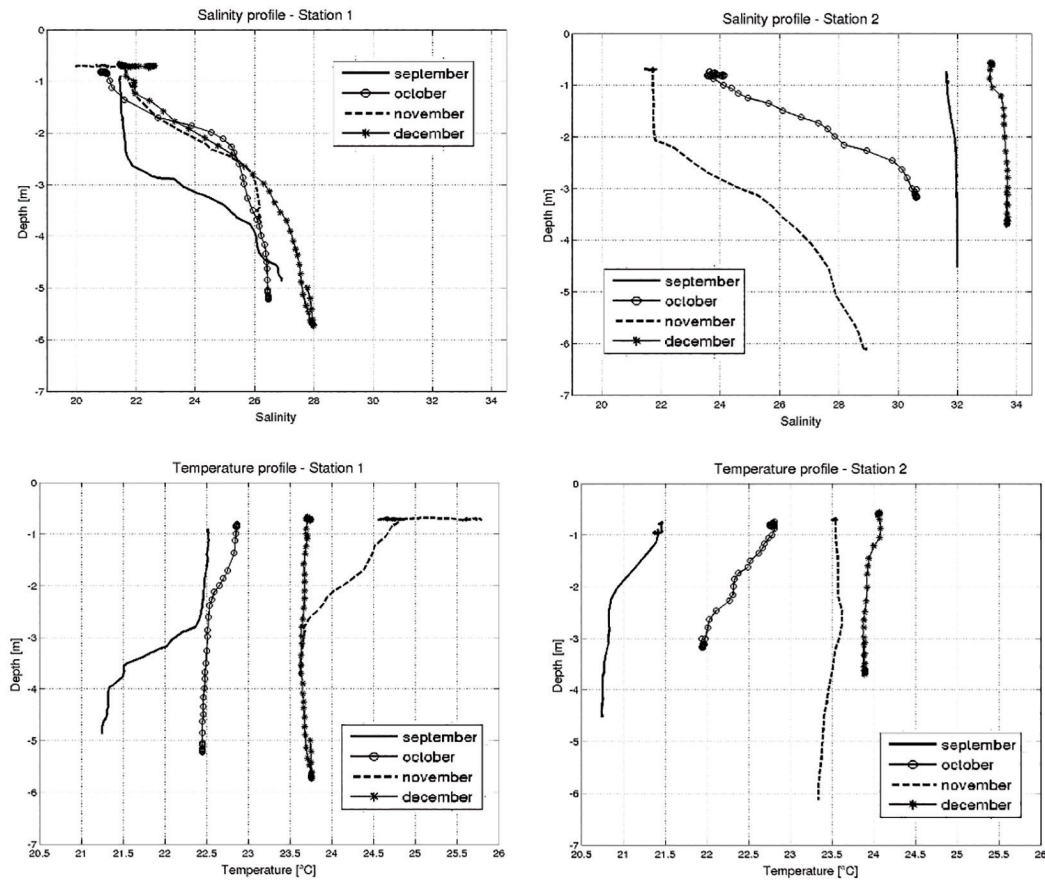 Salinity profile - Station 1
0
-1
-2
-3
-4
-5
-6
-7
Depth [m]
september
october
november
december
20 22 24 26 28 30 32 34
Salinity
Salinity profile - Station 2
0
-1
-2
-3
-4
-5
-6
-7
Depth [m]
september
october
november
december
20 22 24 26 28 30 32 34
Salinity
Temperature profile - Station 1
0
-1
-2
-3
-4
-5
-6
-7
Depth [m]
september
october
november
december
20.5 21 21.5 22 22.5 23 23.5 24 24.5 25 25.5 26
Temperature [°C]
Temperature profile - Station 2
0
-1
-2
-3
-4
-5
-6
-7
Depth [m]
september
october
november
december
20.5 21 21.5 22 22.5 23 23.5 24 24.5 25 25.5 26
Temperature [°C]